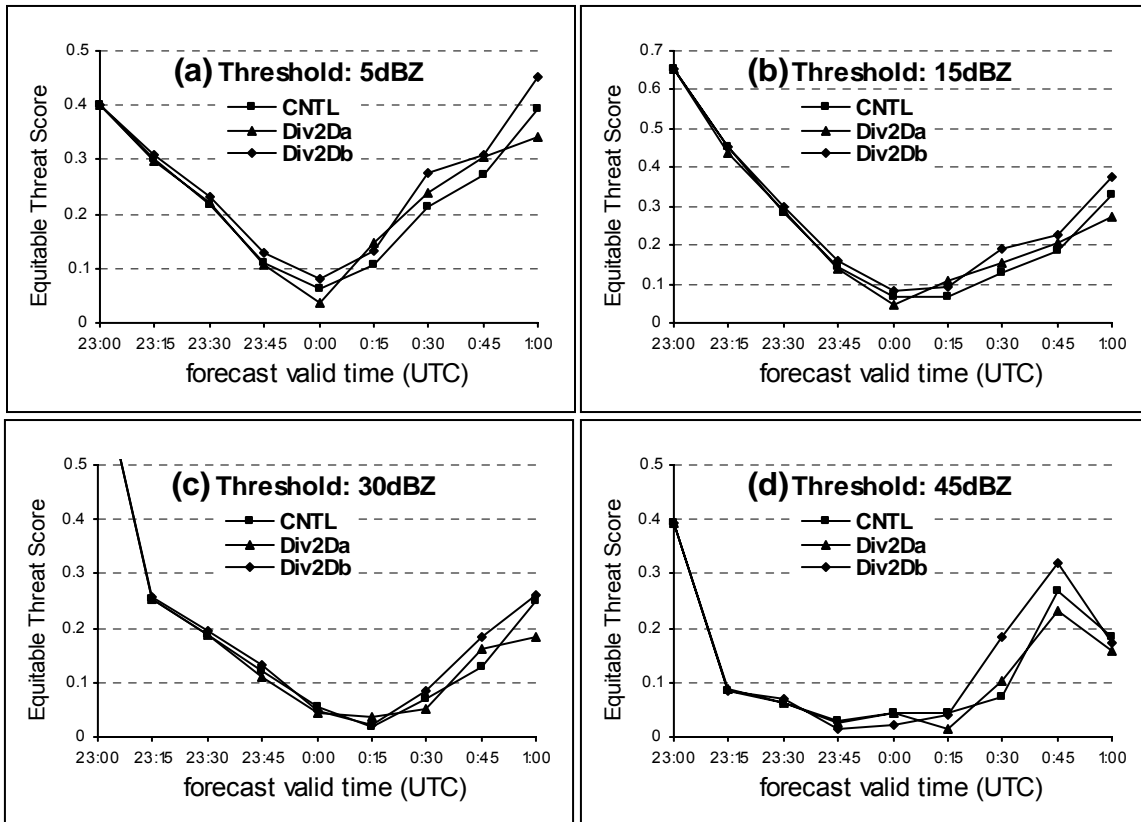 (a) Threshold: 5dBZ
CNTL
Div2Da
Div2Db
Equitable Threat Score
0.5
0.4
0.3
0.2
0.1
0
23:00 23:15 23:30 23:45 0:00 0:15 0:30 0:45 1:00
forecast valid time (UTC)
(b) Threshold: 15dBZ
CNTL
Div2Da
Div2Db
Equitable Threat Score
0.7
0.6
0.5
0.4
0.3
0.2
0.1
0
23:00 23:15 23:30 23:45 0:00 0:15 0:30 0:45 1:00
forecast valid time (UTC)
(c) Threshold: 30dBZ
CNTL
Div2Da
Div2Db
Equitable Threat Score
0.5
0.4
0.3
0.2
0.1
0
23:00 23:15 23:30 23:45 0:00 0:15 0:30 0:45 1:00
forecast valid time (UTC)
(d) Threshold: 45dBZ
CNTL
Div2Da
Div2Db
Equitable Threat Score
0.5
0.4
0.3
0.2
0.1
0
23:00 23:15 23:30 23:45 0:00 0:15 0:30 0:45 1:00
forecast valid time (UTC)